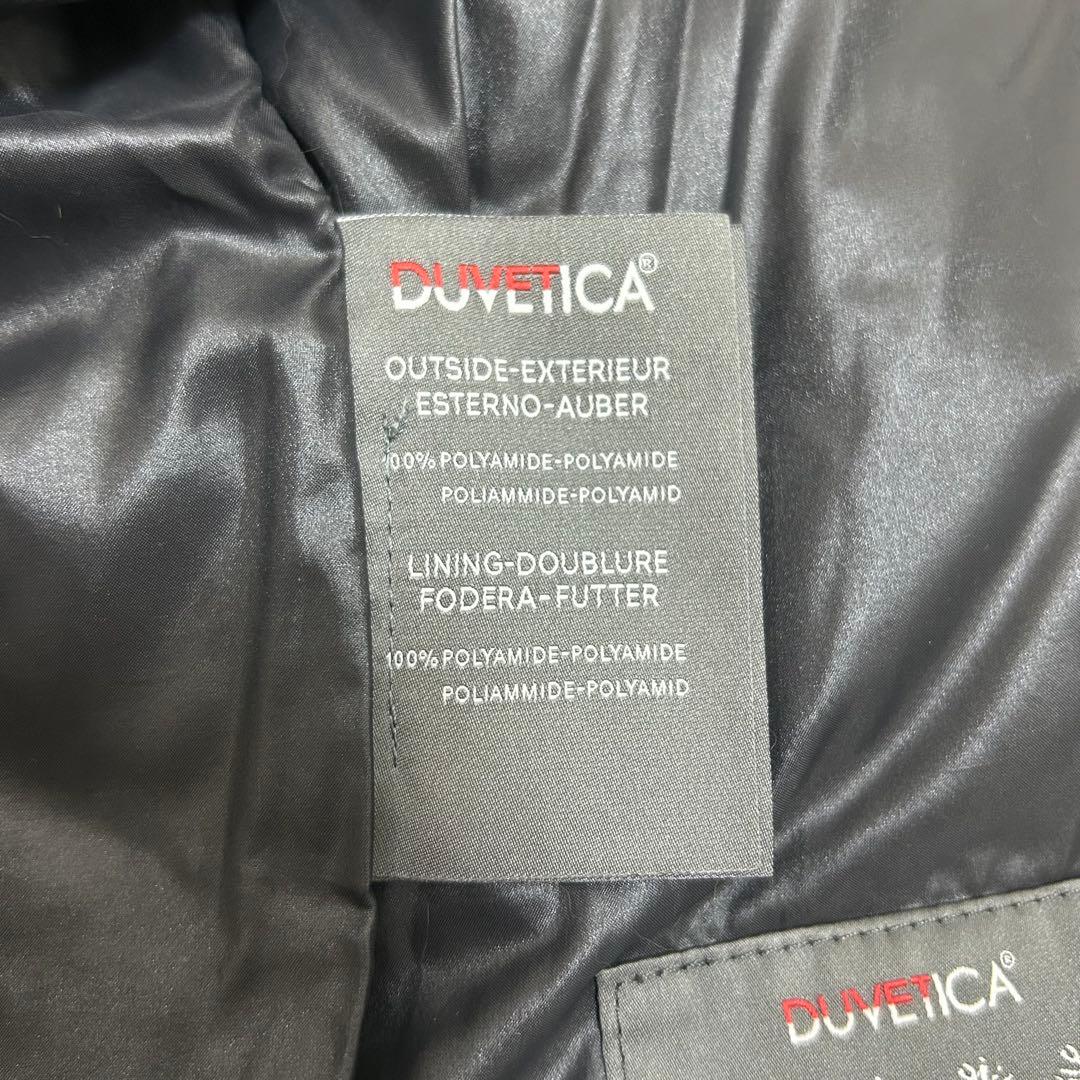 DUVETICA®
OUTSIDE-EXTERIEUR
ESTERNO-AUBER
100% POLYAMIDE-POLYAMIDE
POLIAMMIDE-POLYAMID
LINING-DOUBLURE
FODERA-FUTTER
100% POLYAMIDE-POLYAMIDE
POLIAMMIDE-POLYAMID
DUVETICA®